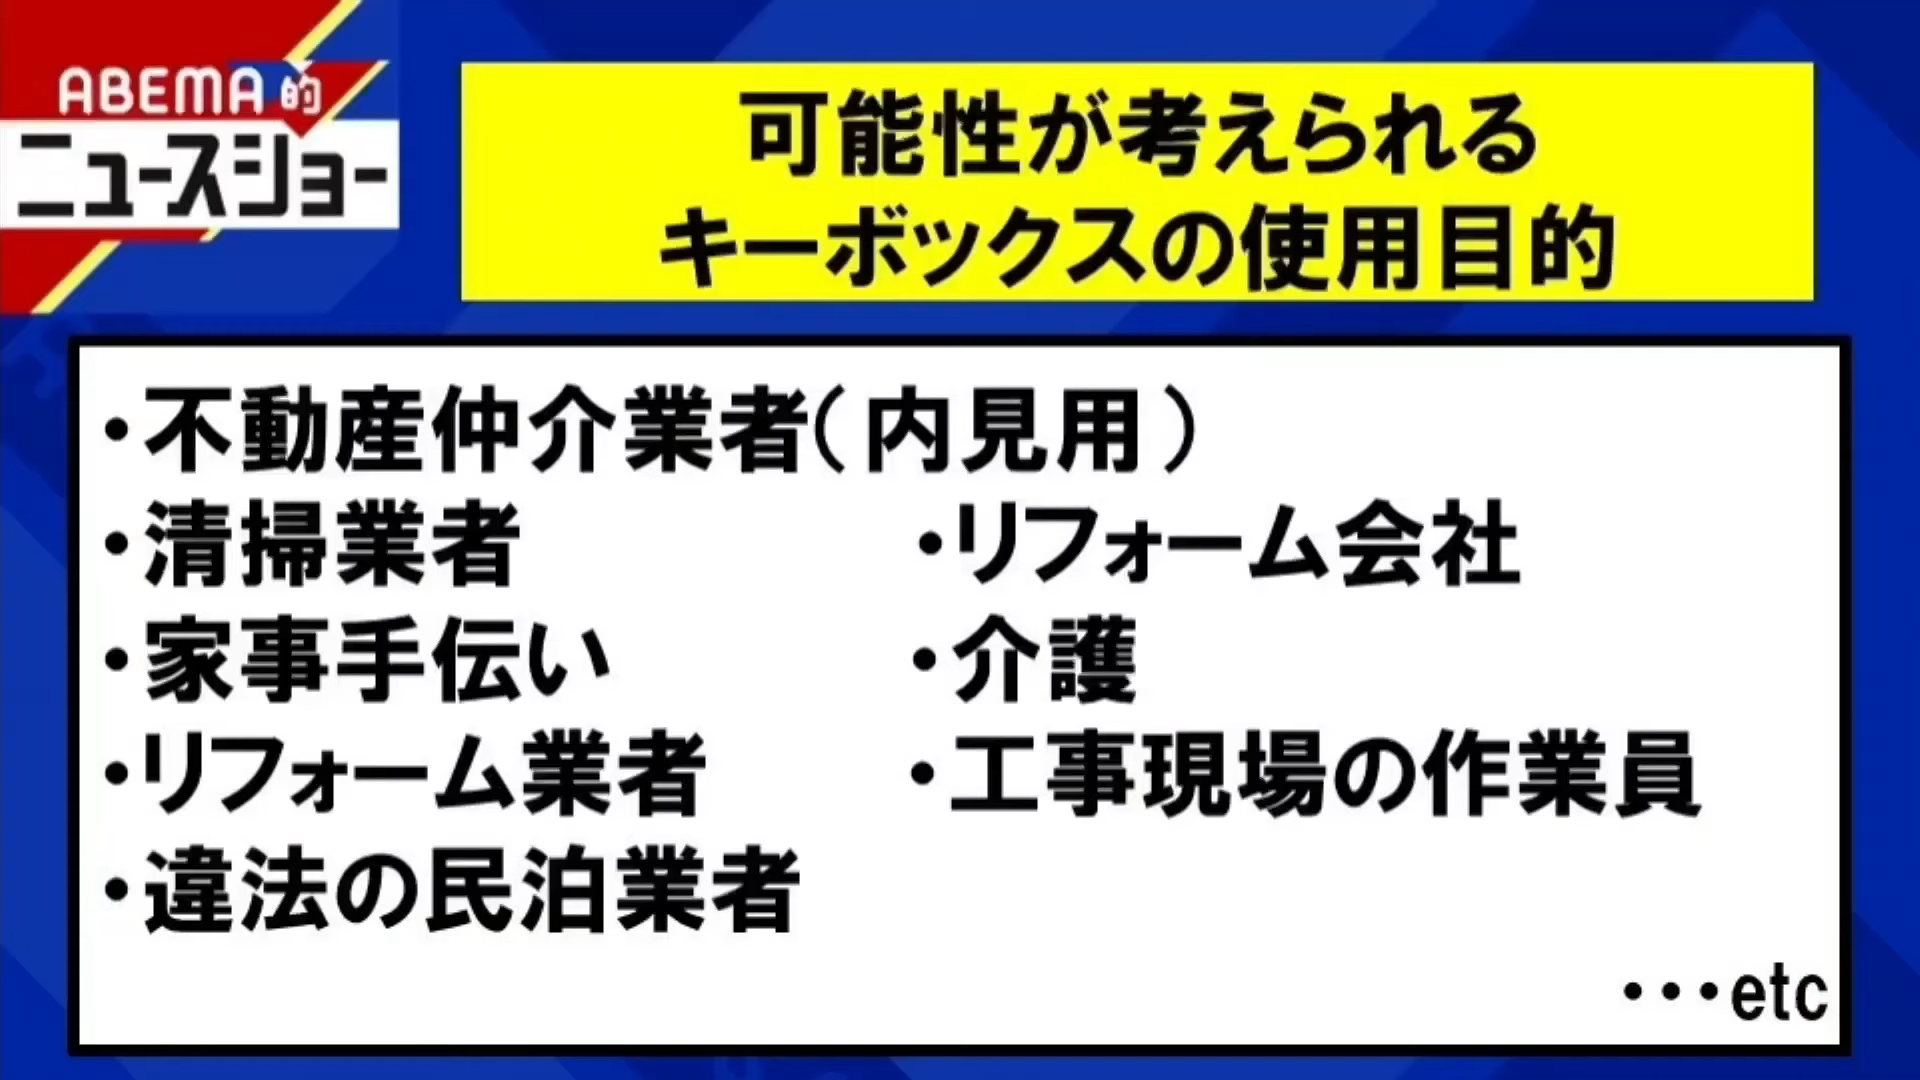 ABEMA的
ニュースショー
可能性が考えられる
キーボックスの使用目的
・不動産仲介業者(内見用)
・清掃業者
・リフォーム会社
・家事手伝い
・介護
・リフォーム業者
・工事現場の作業員
・違法の民泊業者
・・・etc